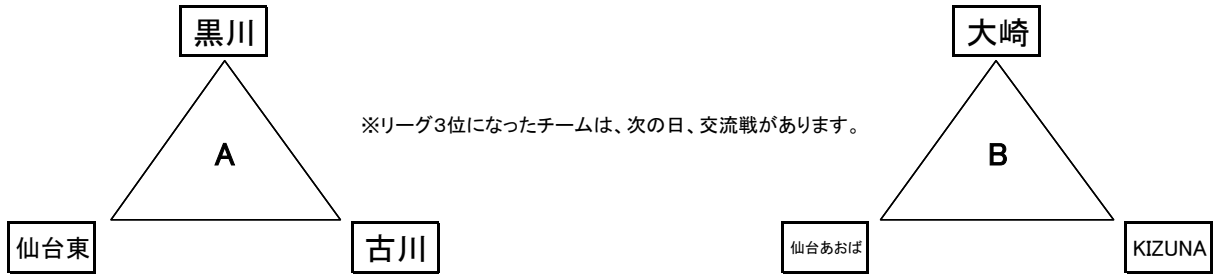 黒川
大崎
※リーグ3位になったチームは、次の日、交流戦があります。
A
B
仙台東
古川
仙台あおば
KIZUNA